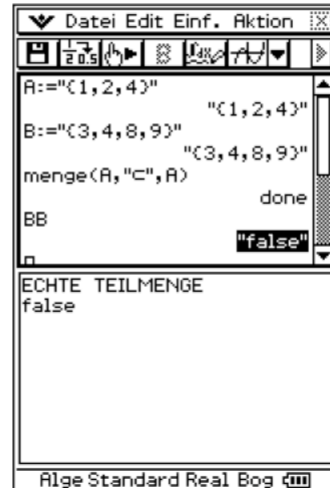 Datei Edit Einf. Aktion
A:="{1,2,4}"
"{1,2,4}"
B:="{3,4,8,9}"
"{3,4,8,9}"
menge(A,"⊂",A)
done
BB
"false"
ECHTE TEILMENGE
false
Alge Standard Real Bog